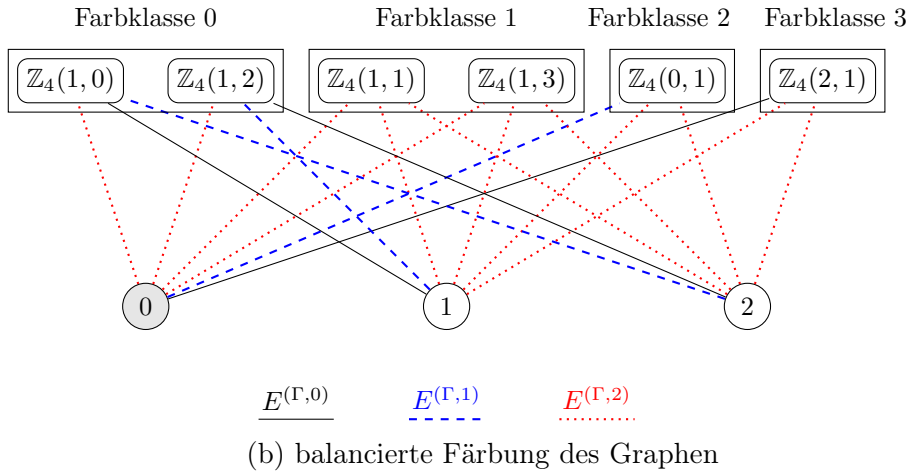 Farbklasse 0 Farbklasse 1 Farbklasse 2 Farbklasse 3
ℤ₄(1,0) ℤ₄(1,2) ℤ₄(1,1) ℤ₄(1,3) ℤ₄(0,1) ℤ₄(2,1)
0 1 2
E^(Γ,0) E^(Γ,1) E^(Γ,2)
(b) balancierte Färbung des Graphen